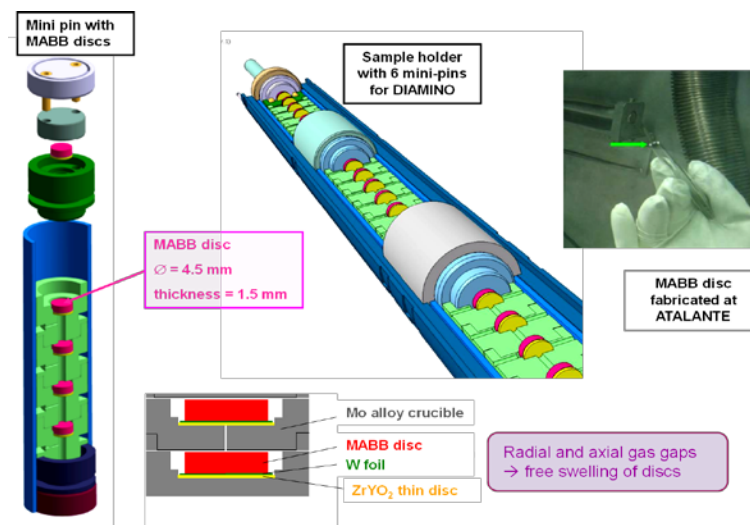 Mini pin with
MABB discs
Sample holder
with 6 mini-pins
for DIAMINO
MABB disc
Ø = 4.5 mm
thickness = 1.5 mm
MABB disc
fabricated at
ATALANTE
Mo alloy crucible
MABB disc
W foil
ZrYO₂ thin disc
Radial and axial gas gaps
→ free swelling of discs